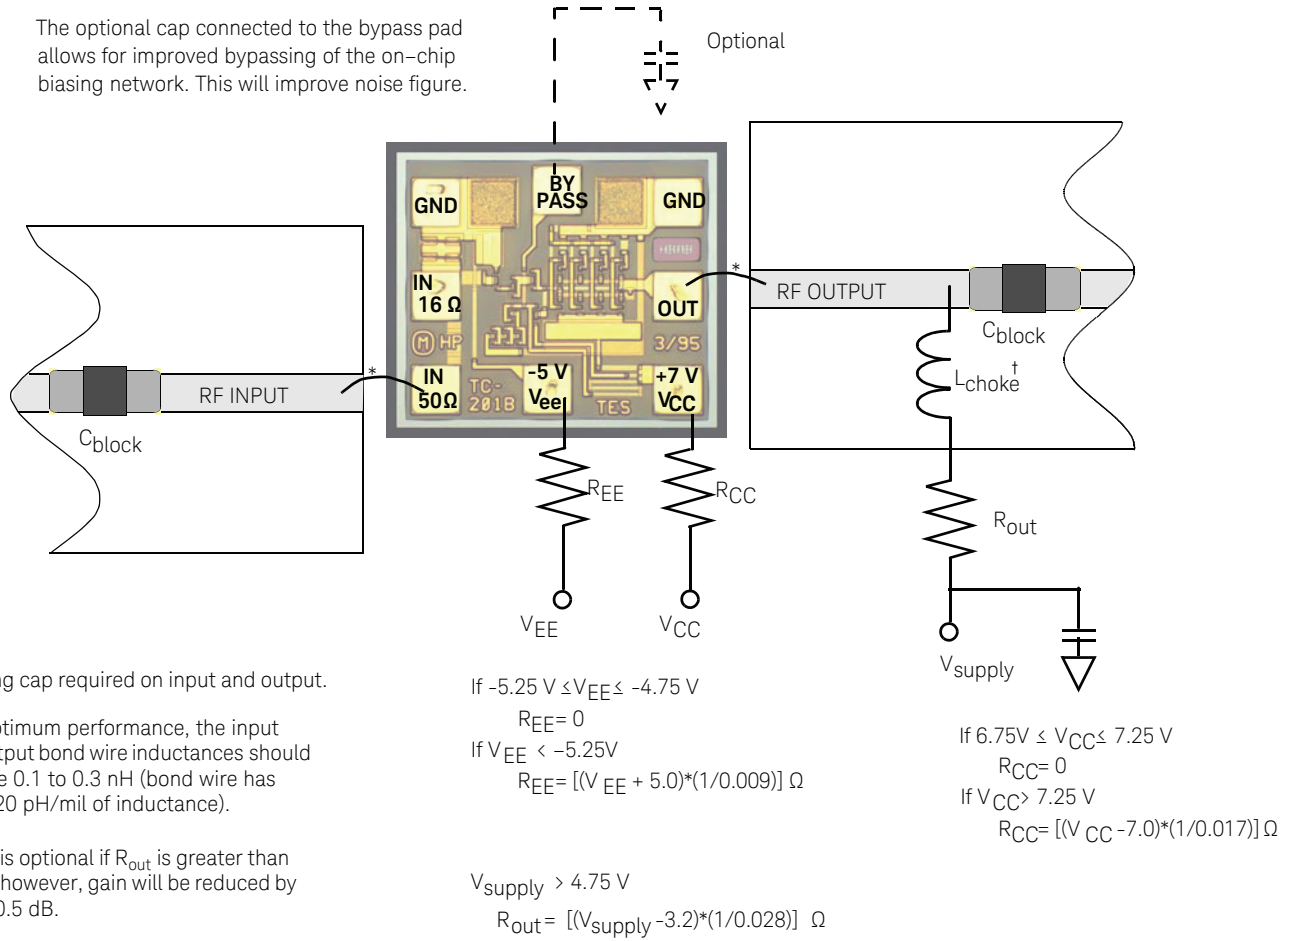 The optional cap connected to the bypass pad
allows for improved bypassing of the on–chip
biasing network. This will improve noise figure.
Optional
GND
BY
PASS
GND
IN
16 Ω
OUT
*
RF OUTPUT
Cblock
Lchoke†
M HP
3/95
RF INPUT
*
Cblock
IN
50Ω
TC-
201B
-5 V
Vee
TES
+7 V
VCC
REE
RCC
Rout
VEE
VCC
Vsupply
ng cap required on input and output.
ptimum performance, the input
tput bond wire inductances should
e 0.1 to 0.3 nH (bond wire has
20 pH/mil of inductance).
is optional if Rout is greater than
however, gain will be reduced by
0.5 dB.
If -5.25 V ≤VEE≤ -4.75 V
REE= 0
If VEE < –5.25V
REE= [(VEE + 5.0)*(1/0.009)] Ω
Vsupply > 4.75 V
Rout= [(Vsupply-3.2)*(1/0.028)] Ω
If 6.75V ≤ VCC≤ 7.25 V
RCC= 0
If VCC> 7.25 V
RCC= [(VCC-7.0)*(1/0.017)] Ω